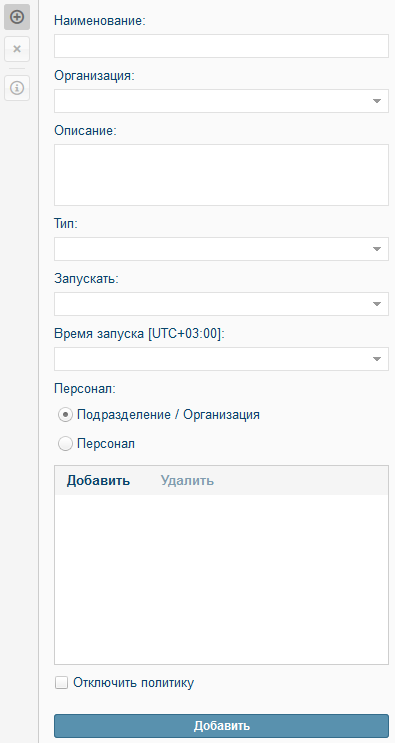 Наименование:
Организация:
Описание:
Тип:
Запускать:
Время запуска [UTC+03:00]:
Персонал:
Подразделение / Организация
Персонал
Добавить Удалить
Отключить политику
Добавить